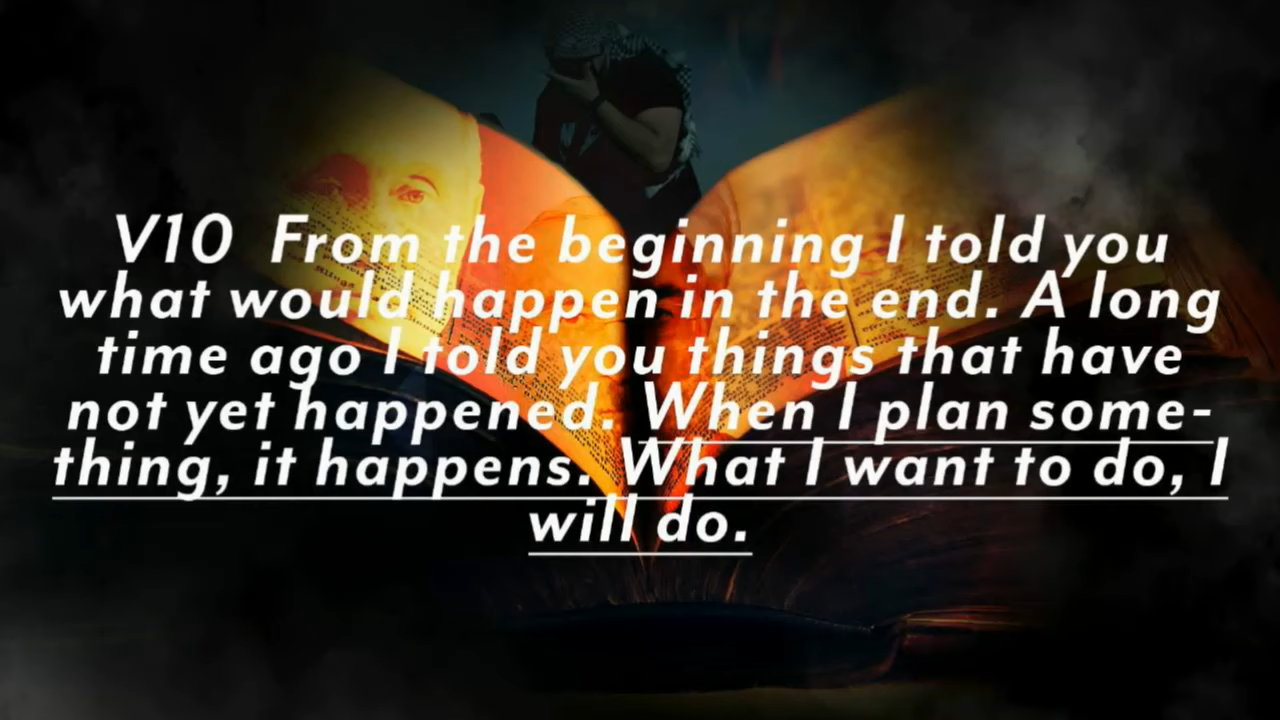 V10 From the beginning I told you
what would happen in the end. A long
time ago I told you things that have
not yet happened. When I plan some-
thing, it happens. What I want to do, I
will do.